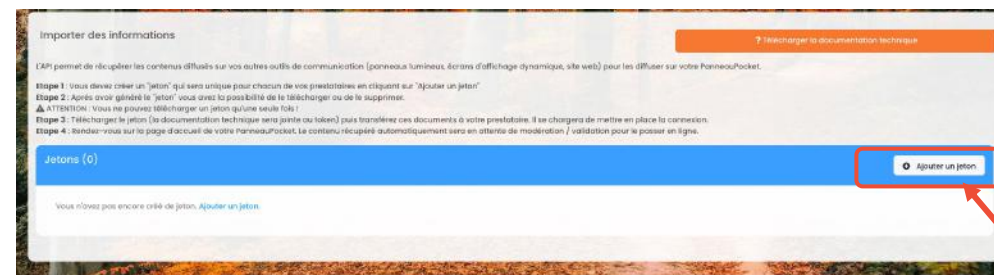 Importer des informations
? Télécharger la documentation technique
L'API permet de récupérer les contenus diffusés sur vos autres outils de communication (panneaux lumineux, écrans d'affichage dynamique, site web) pour les diffuser sur votre PanneauPocket.
Etape 1 : Vous devez créer un "jeton" qui sera unique pour chacun de vos prestataires en cliquant sur "Ajouter un jeton"
Etape 2 : Après avoir généré le "jeton" vous avez la possibilité de le télécharger ou de le supprimer.
⚠ ATTENTION : Vous ne pouvez télécharger un jeton qu'une seule fois !
Etape 3 : Téléchargez le jeton (la documentation technique sera jointe au token) puis transférez ces documents à votre prestataire. Il se chargera de mettre en place la connexion.
Etape 4 : Rendez-vous sur la page d'accueil de votre PanneauPocket. Le contenu récupéré automatiquement sera en attente de modération / validation pour le passer en ligne.
Jetons (0)
Ajouter un jeton
Vous n'avez pas encore créé de jeton. Ajouter un jeton.